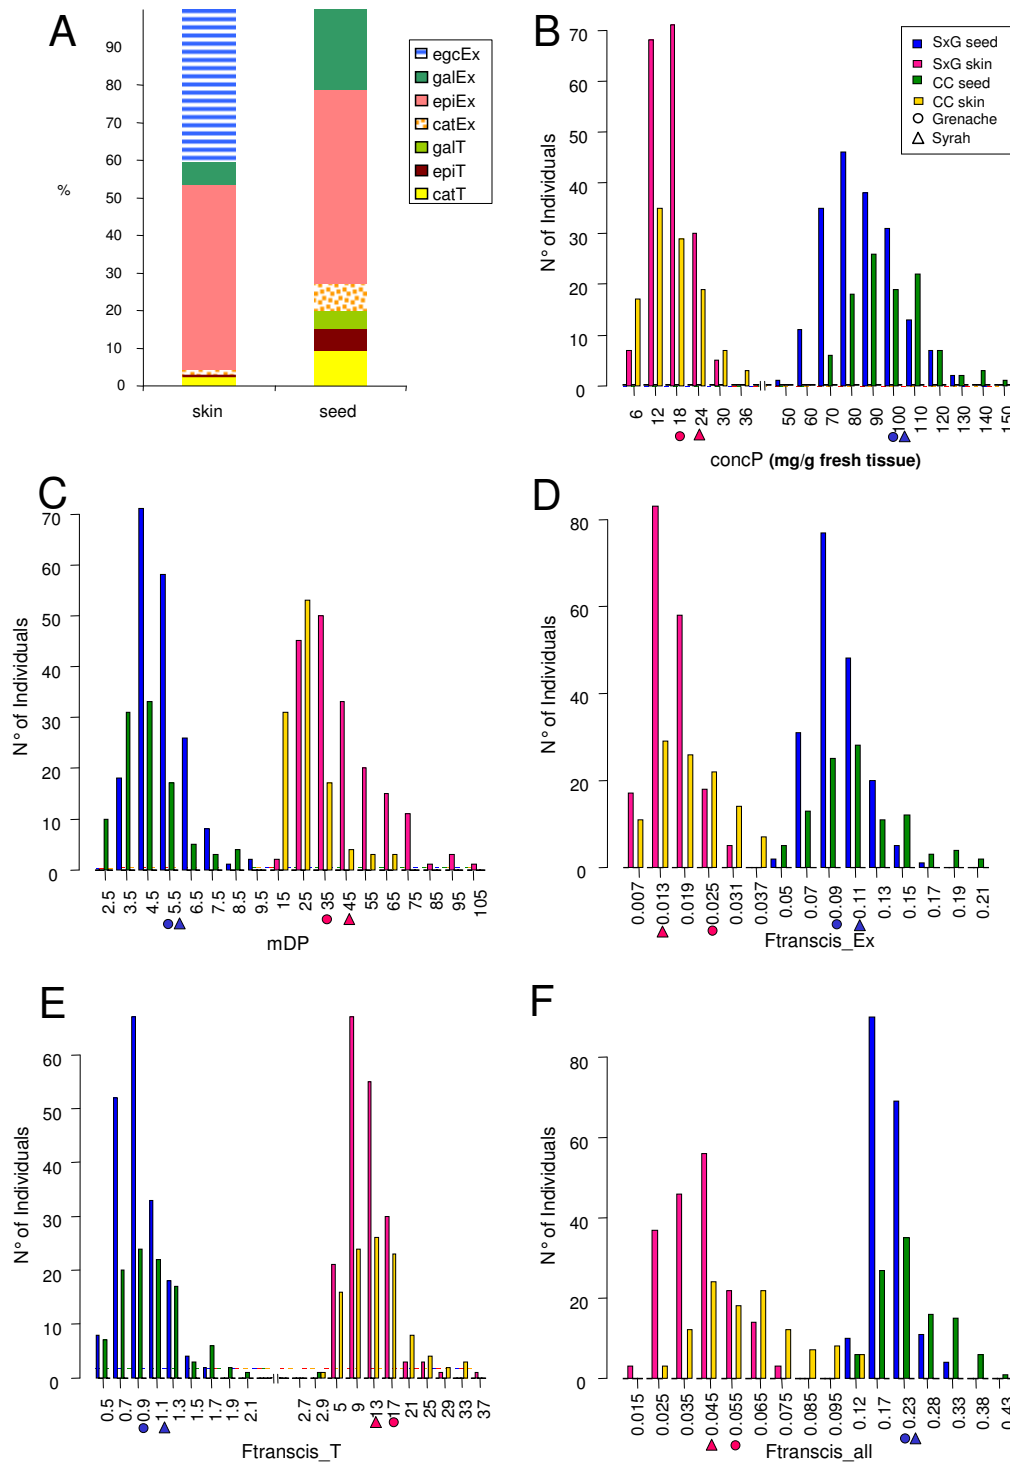 A
%
90
80
70
60
50
40
30
20
10
0
skin
seed
egcEx
galEx
epiEx
catEx
galT
epiT
catT
B
N° of Individuals
70
60
50
40
30
20
10
0
6 12 18 24 30 36 50 60 70 80 90 100 110 120 130 140 150
concP (mg/g fresh tissue)
SxG seed
SxG skin
CC seed
CC skin
Grenache
Syrah
C
N° of Individuals
70
60
50
40
30
20
10
0
2.5 3.5 4.5 5.5 6.5 7.5 8.5 9.5 15 25 35 45 55 65 75 85 95 105
mDP
D
N° of Individuals
80
60
40
20
0
0.007 0.013 0.019 0.025 0.031 0.037 0.05 0.07 0.09 0.11 0.13 0.15 0.17 0.19 0.21
Ftranscis_Ex
E
N° of Individuals
60
50
40
30
20
10
0
0.5 0.7 0.9 1.1 1.3 1.5 1.7 1.9 2.1 2.7 2.9 5 9 13 17 21 25 29 33 37
Ftranscis_T
F
N° of Individuals
80
60
40
20
0
0.015 0.025 0.035 0.045 0.055 0.065 0.075 0.085 0.095 0.12 0.17 0.23 0.28 0.33 0.38 0.43
Ftranscis_all